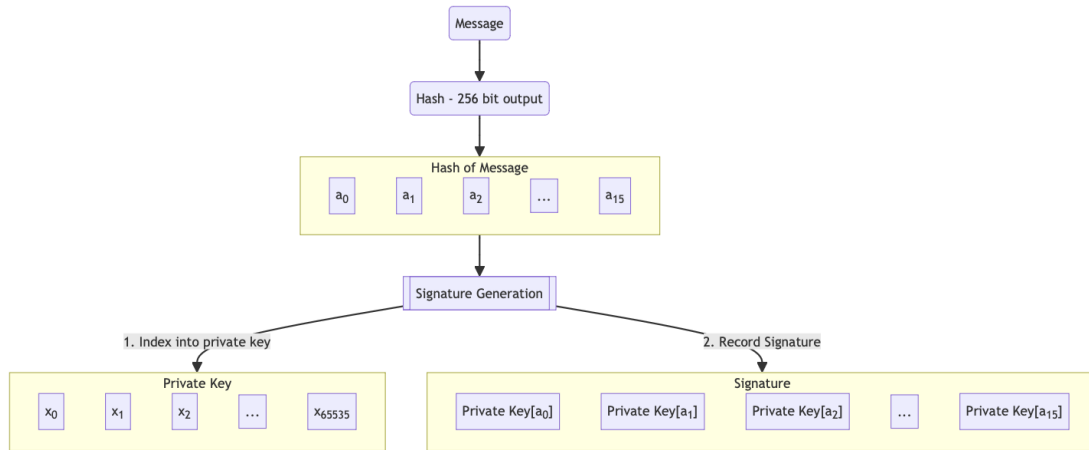 Message
Hash - 256 bit output
Hash of Message
a₀ a₁ a₂ ... a₁₅
Signature Generation
1. Index into private key
2. Record Signature
Private Key
x₀ x₁ x₂ ... x₆₅₅₃₅
Signature
Private Key[a₀] Private Key[a₁] Private Key[a₂] ... Private Key[a₁₅]